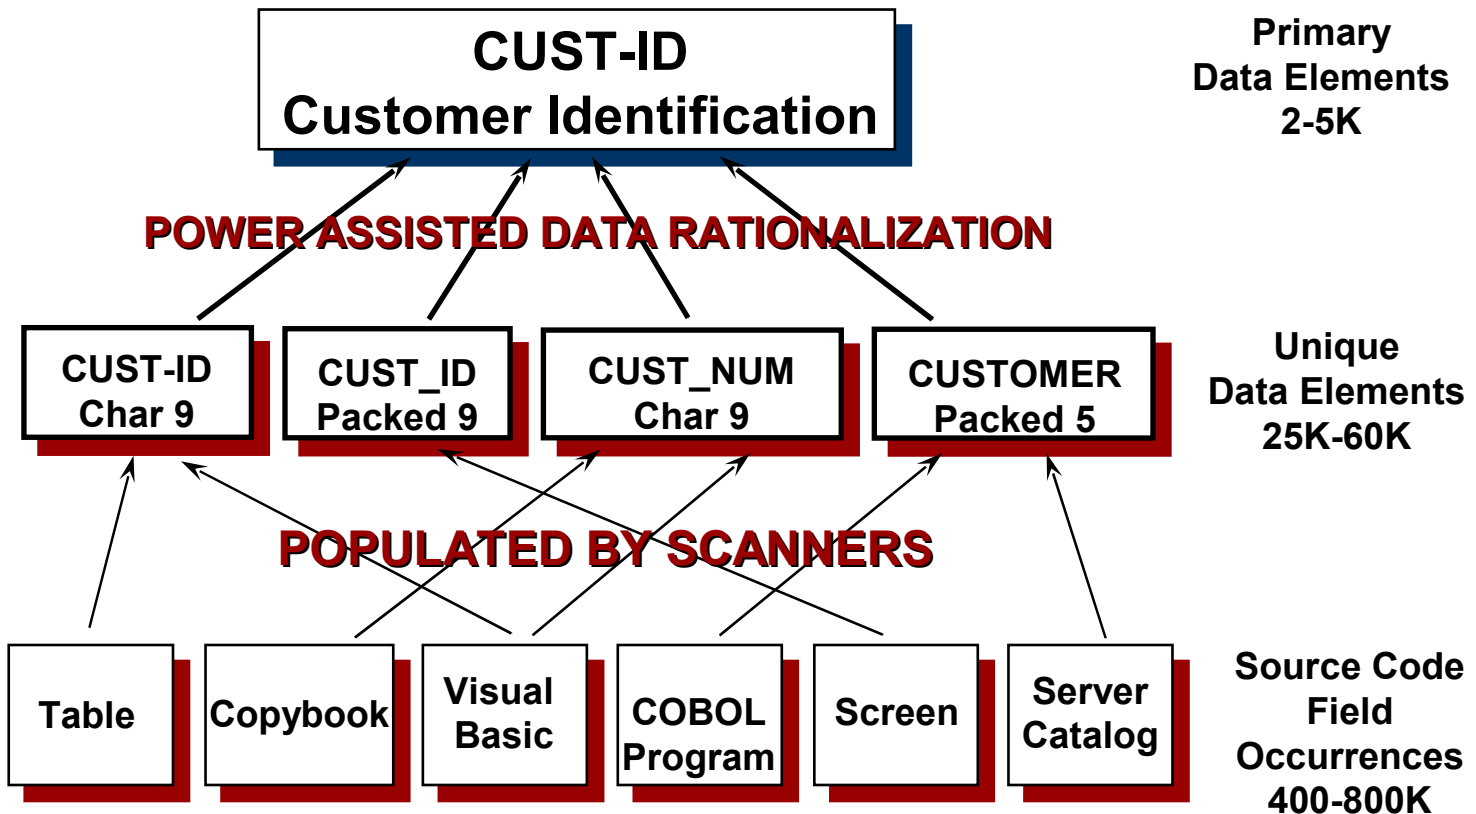 CUST-ID
Customer Identification
Primary
Data Elements
2-5K
POWER ASSISTED DATA RATIONALIZATION
CUST-ID
Char 9
CUST_ID
Packed 9
CUST_NUM
Char 9
CUSTOMER
Packed 5
Unique
Data Elements
25K-60K
POPULATED BY SCANNERS
Table
Copybook
Visual
Basic
COBOL
Program
Screen
Server
Catalog
Source Code
Field
Occurrences
400-800K